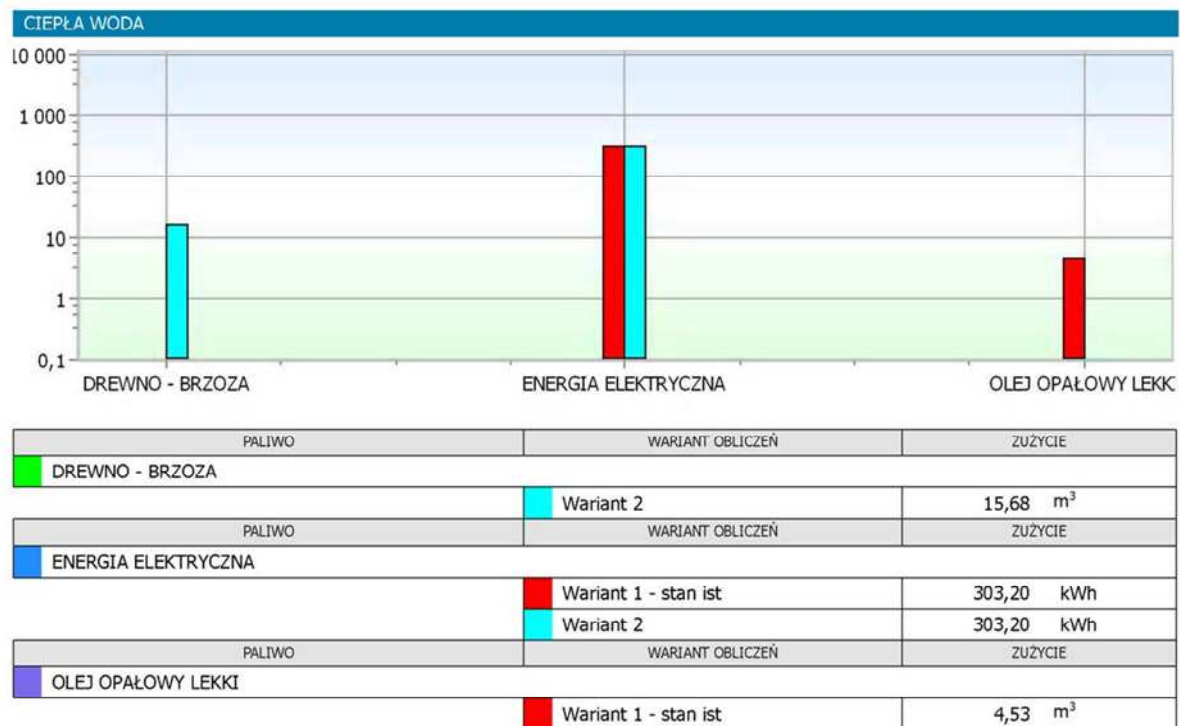 CIEPŁA WODA
10 000
1 000
100
10
1
0,1
DREWNO - BRZOZA ENERGIA ELEKTRYCZNA OLEJ OPAŁOWY LEKK
PALIWO WARIANT OBLICZEŃ ZUŻYCIE
DREWNO - BRZOZA
Wariant 2 15,68 m³
PALIWO WARIANT OBLICZEŃ ZUŻYCIE
ENERGIA ELEKTRYCZNA
Wariant 1 - stan ist 303,20 kWh
Wariant 2 303,20 kWh
PALIWO WARIANT OBLICZEŃ ZUŻYCIE
OLEJ OPAŁOWY LEKKI
Wariant 1 - stan ist 4,53 m³